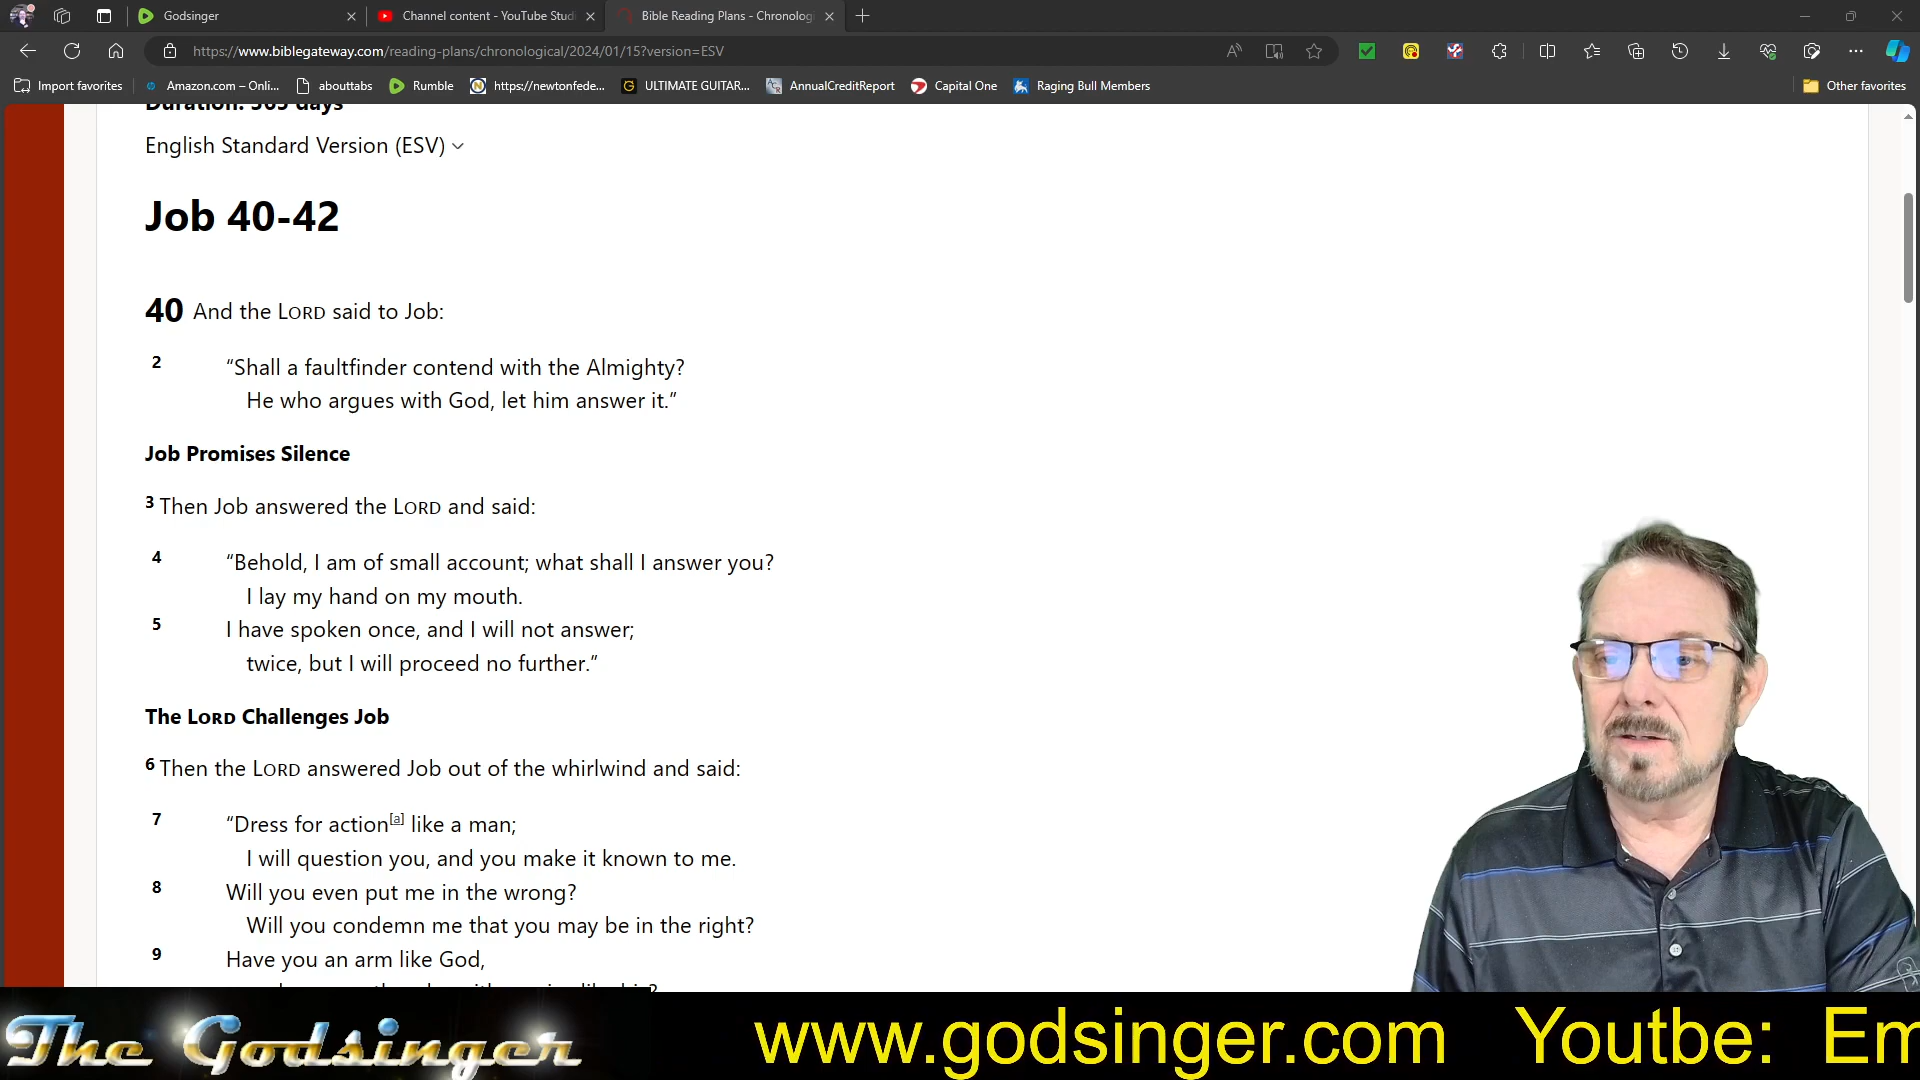 Godsinger
Channel content - YouTube Studi
Bible Reading Plans - Chronologi
https://www.biblegateway.com/reading-plans/chronological/2024/01/15?version=ESV
Import favorites
Amazon.com – Onli...
abouttabs
Rumble
https://newtonfede...
ULTIMATE GUITAR...
AnnualCreditReport
Capital One
Raging Bull Members
Other favorites
Duration: 365 days
English Standard Version (ESV)
Job 40-42
40 And the LORD said to Job:
2 “Shall a faultfinder contend with the Almighty?
He who argues with God, let him answer it.”
Job Promises Silence
3 Then Job answered the LORD and said:
4 “Behold, I am of small account; what shall I answer you?
I lay my hand on my mouth.
5 I have spoken once, and I will not answer;
twice, but I will proceed no further.”
The LORD Challenges Job
6 Then the LORD answered Job out of the whirlwind and said:
7 “Dress for action[a] like a man;
I will question you, and you make it known to me.
8 Will you even put me in the wrong?
Will you condemn me that you may be in the right?
9 Have you an arm like God,
The Godsinger
www.godsinger.com Youtbe: Em